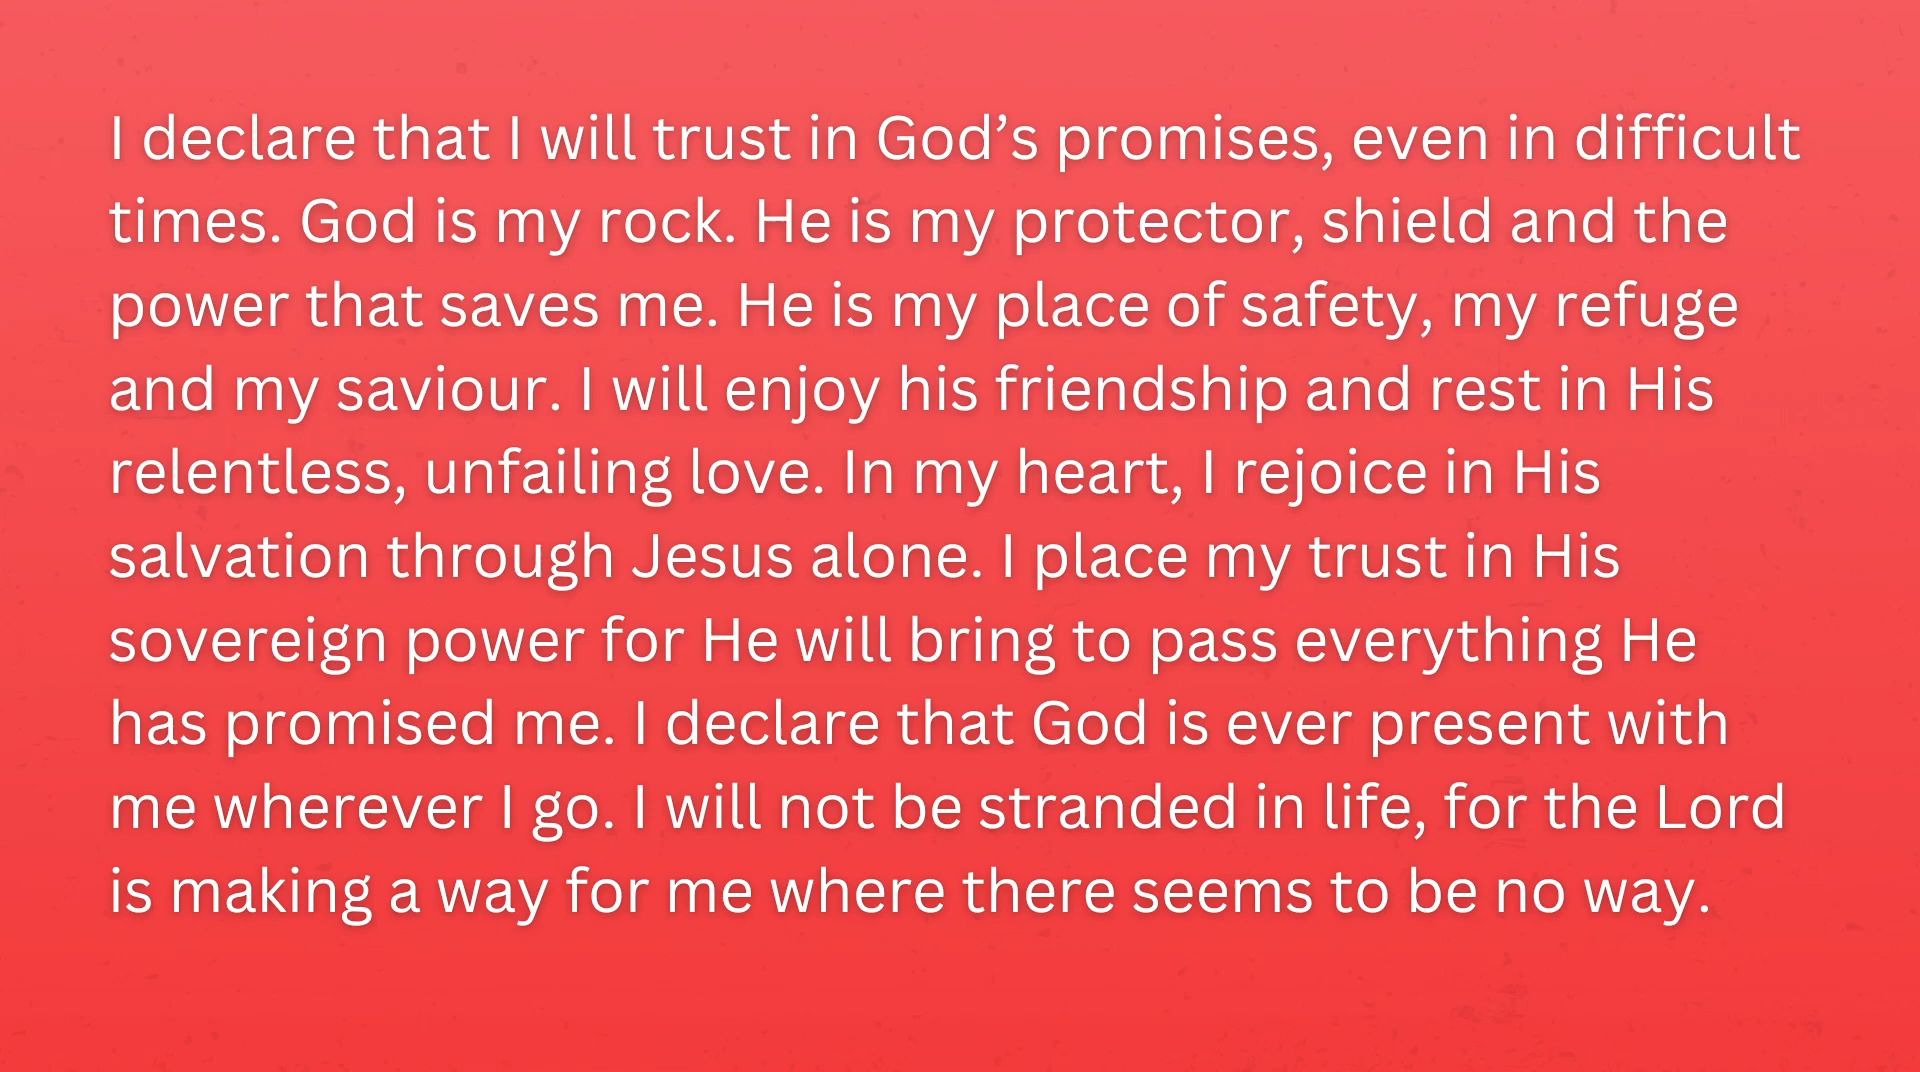 I declare that I will trust in God’s promises, even in difficult
times. God is my rock. He is my protector, shield and the
power that saves me. He is my place of safety, my refuge
and my saviour. I will enjoy his friendship and rest in His
relentless, unfailing love. In my heart, I rejoice in His
salvation through Jesus alone. I place my trust in His
sovereign power for He will bring to pass everything He
has promised me. I declare that God is ever present with
me wherever I go. I will not be stranded in life, for the Lord
is making a way for me where there seems to be no way.